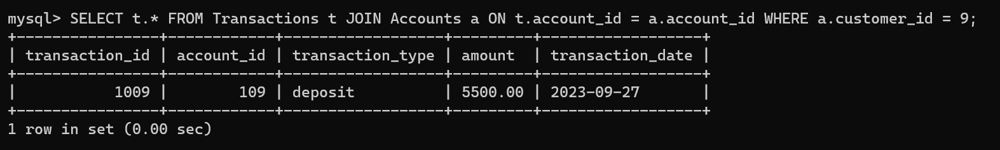 mysql> SELECT t.* FROM Transactions t JOIN Accounts a ON t.account_id = a.account_id WHERE a.customer_id = 9;
+----------------+------------+------------------+---------+------------------+
| transaction_id | account_id | transaction_type | amount  | transaction_date |
+----------------+------------+------------------+---------+------------------+
|           1009 |        109 | deposit          | 5500.00 | 2023-09-27       |
+----------------+------------+------------------+---------+------------------+
1 row in set (0.00 sec)